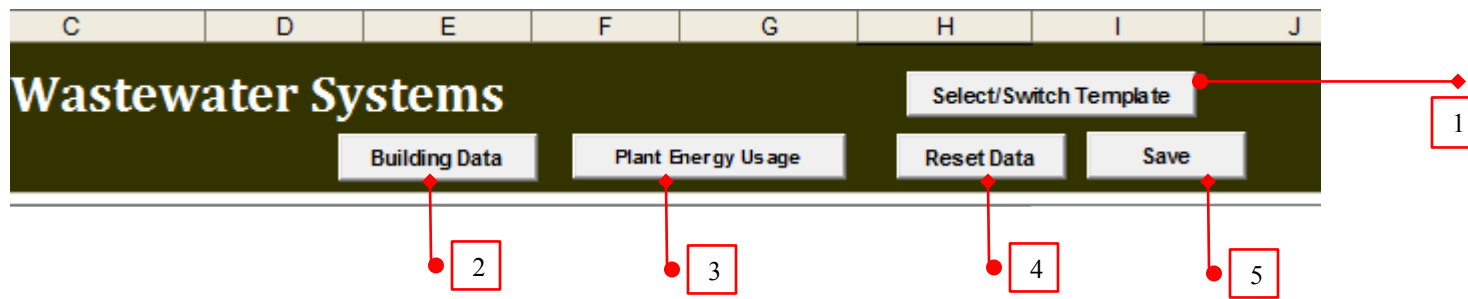 C D E F G H I J
Wastewater Systems
Select/Switch Template
1
Building Data Plant Energy Usage Reset Data Save
2 3 4 5